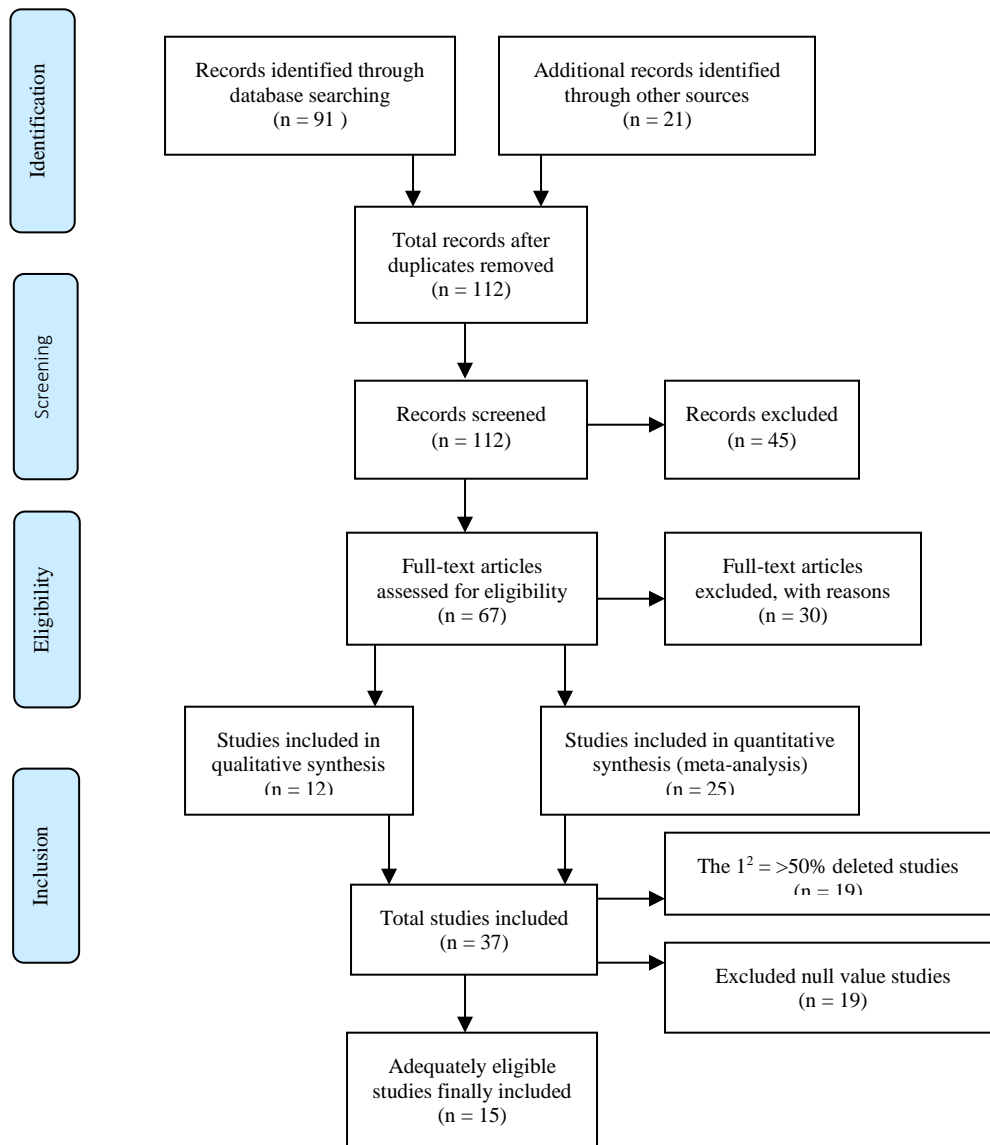 Identification
Records identified through
database searching
(n = 91 )
Additional records identified
through other sources
(n = 21)
Total records after
duplicates removed
(n = 112)
Screening
Records screened
(n = 112)
Records excluded
(n = 45)
Eligibility
Full-text articles
assessed for eligibility
(n = 67)
Full-text articles
excluded, with reasons
(n = 30)
Studies included in
qualitative synthesis
(n = 12)
Studies included in quantitative
synthesis (meta-analysis)
(n = 25)
Inclusion
The 1² = >50% deleted studies
(n = 19)
Total studies included
(n = 37)
Excluded null value studies
(n = 19)
Adequately eligible
studies finally included
(n = 15)